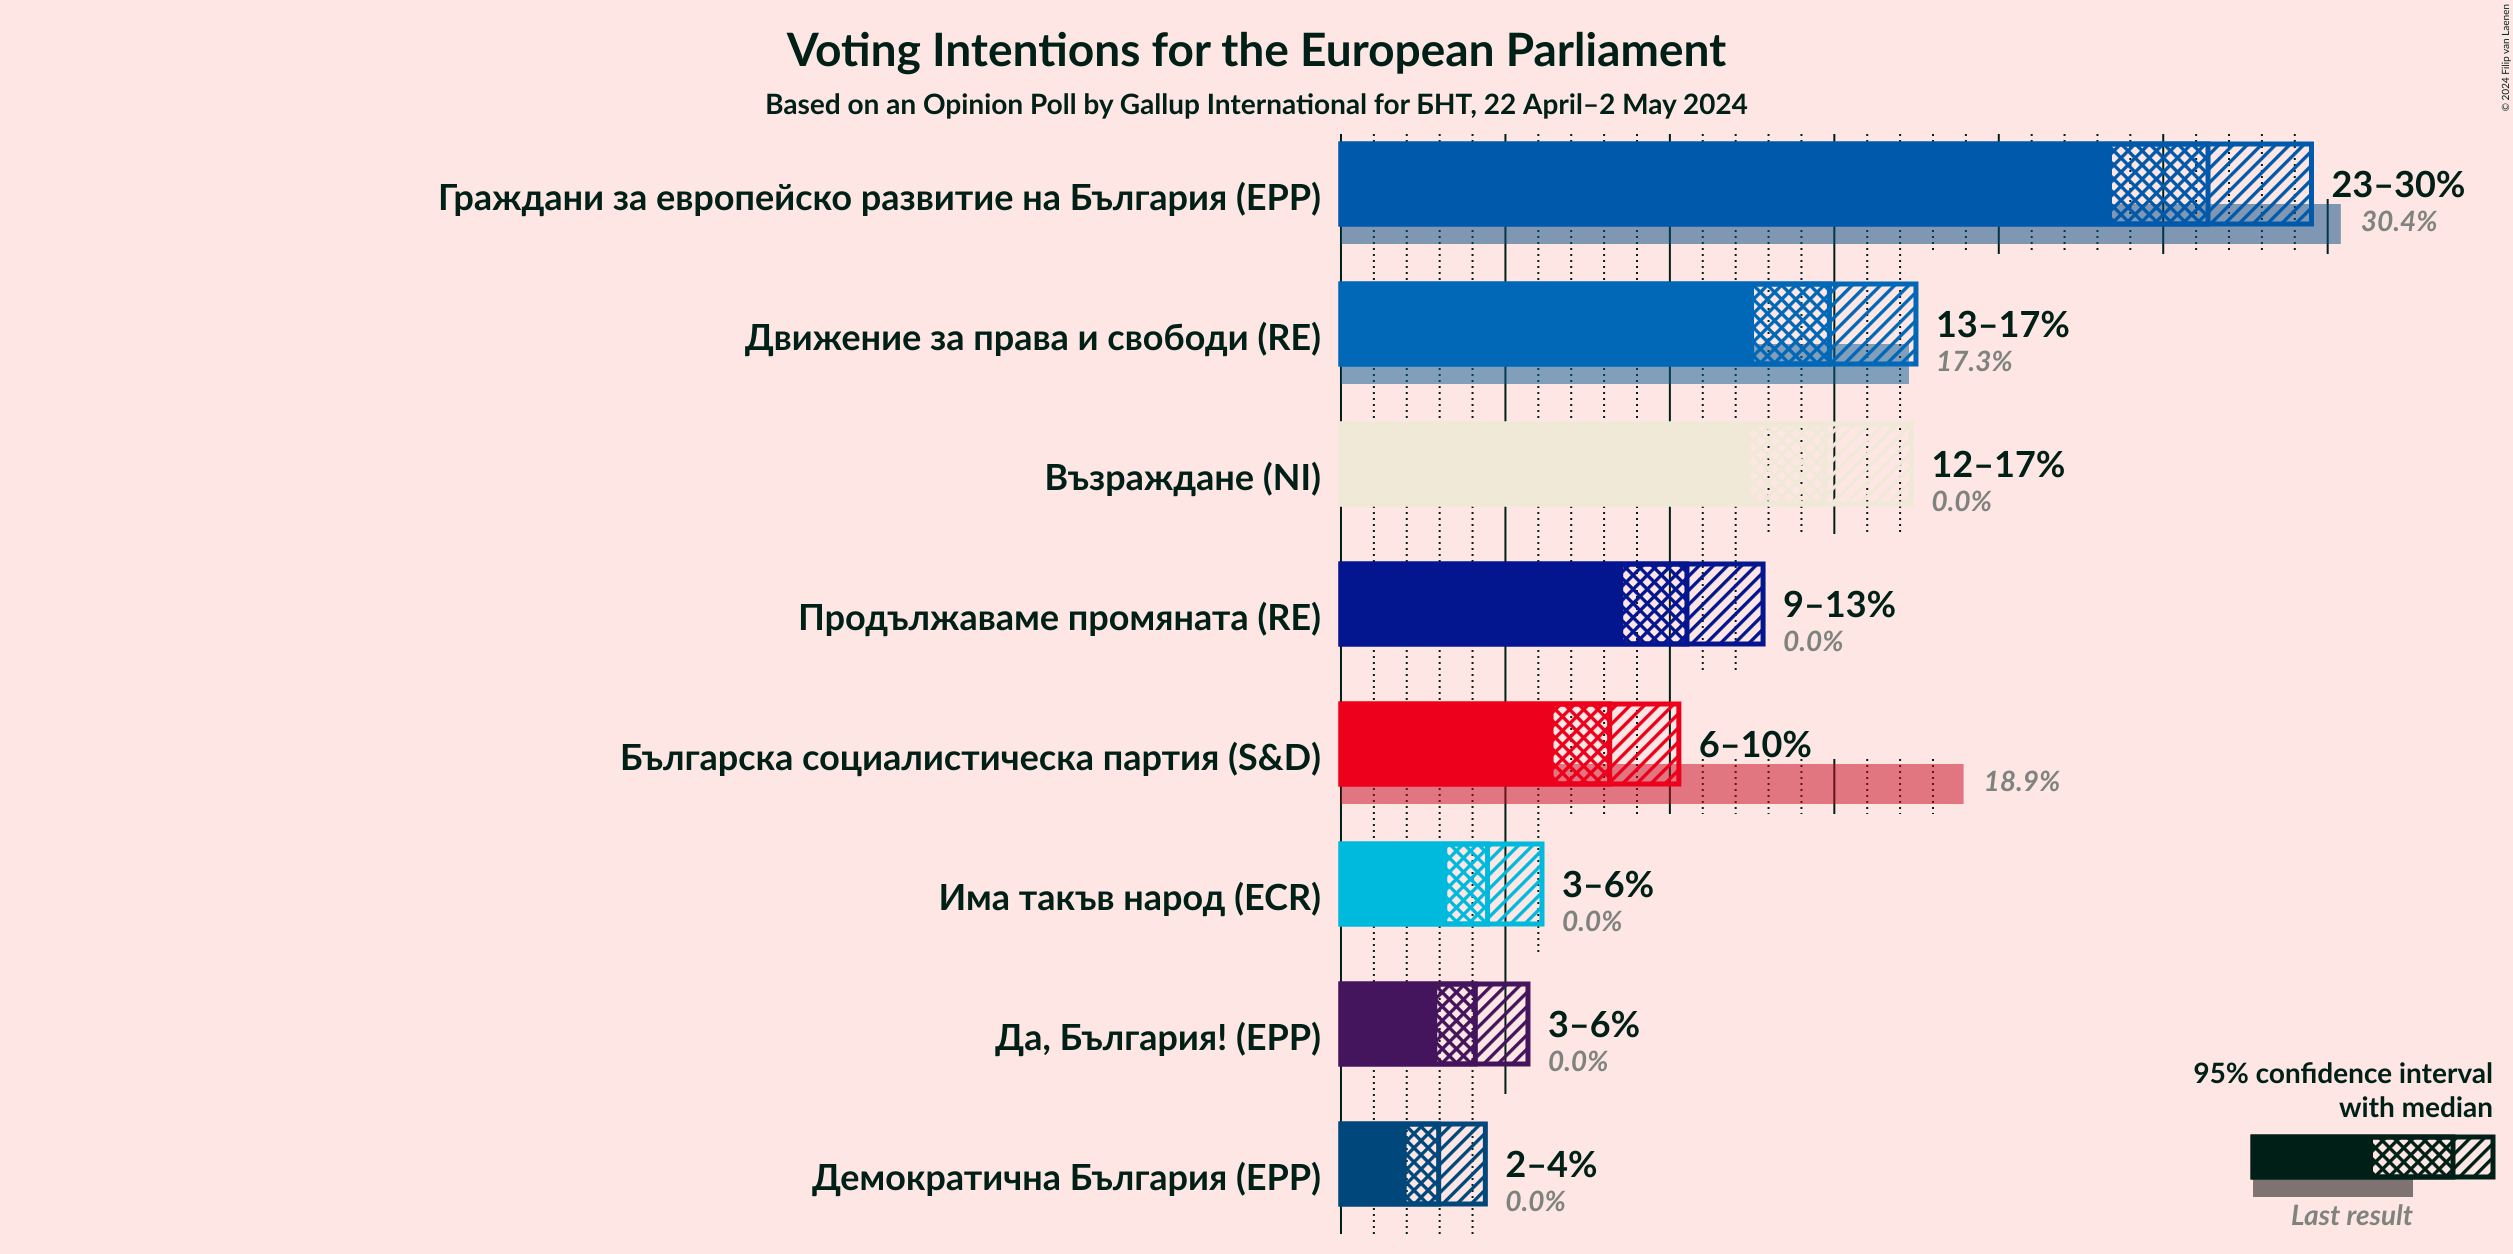 © 2024 Filip van Laenen
Voting Intentions for the European Parliament
Based on an Opinion Poll by Gallup International for БНТ, 22 April–2 May 2024
Граждани за европейско развитие на България (EPP)
23–30%
30.4%
Движение за права и свободи (RE)
13–17%
17.3%
Възраждане (NI)
12–17%
0.0%
Продължаваме промяната (RE)
9–13%
0.0%
Българска социалистическа партия (S&D)
6–10%
18.9%
Има такъв народ (ECR)
3–6%
0.0%
Да, България! (EPP)
3–6%
0.0%
Демократична България (EPP)
2–4%
0.0%
95% confidence interval
with median
Last result